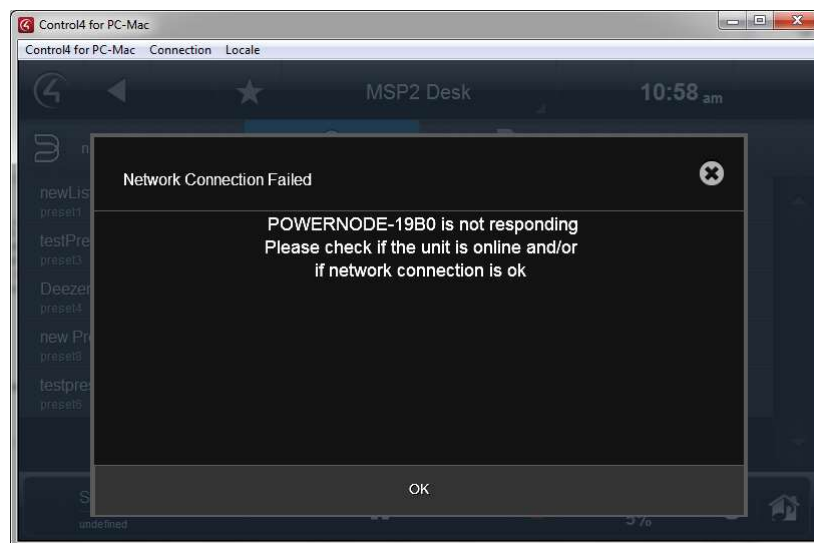 Control4 for PC-Mac
Control4 for PC-Mac Connection Locale
MSP2 Desk
10:58 am
n
Network Connection Failed
newLis
preset1
POWERNODE-19B0 is not responding
testPre
Please check if the unit is online and/or
preset3
if network connection is ok
Deezer
preset4
new Pr
preset8
testpres
preset6
OK
S
undefined
5%